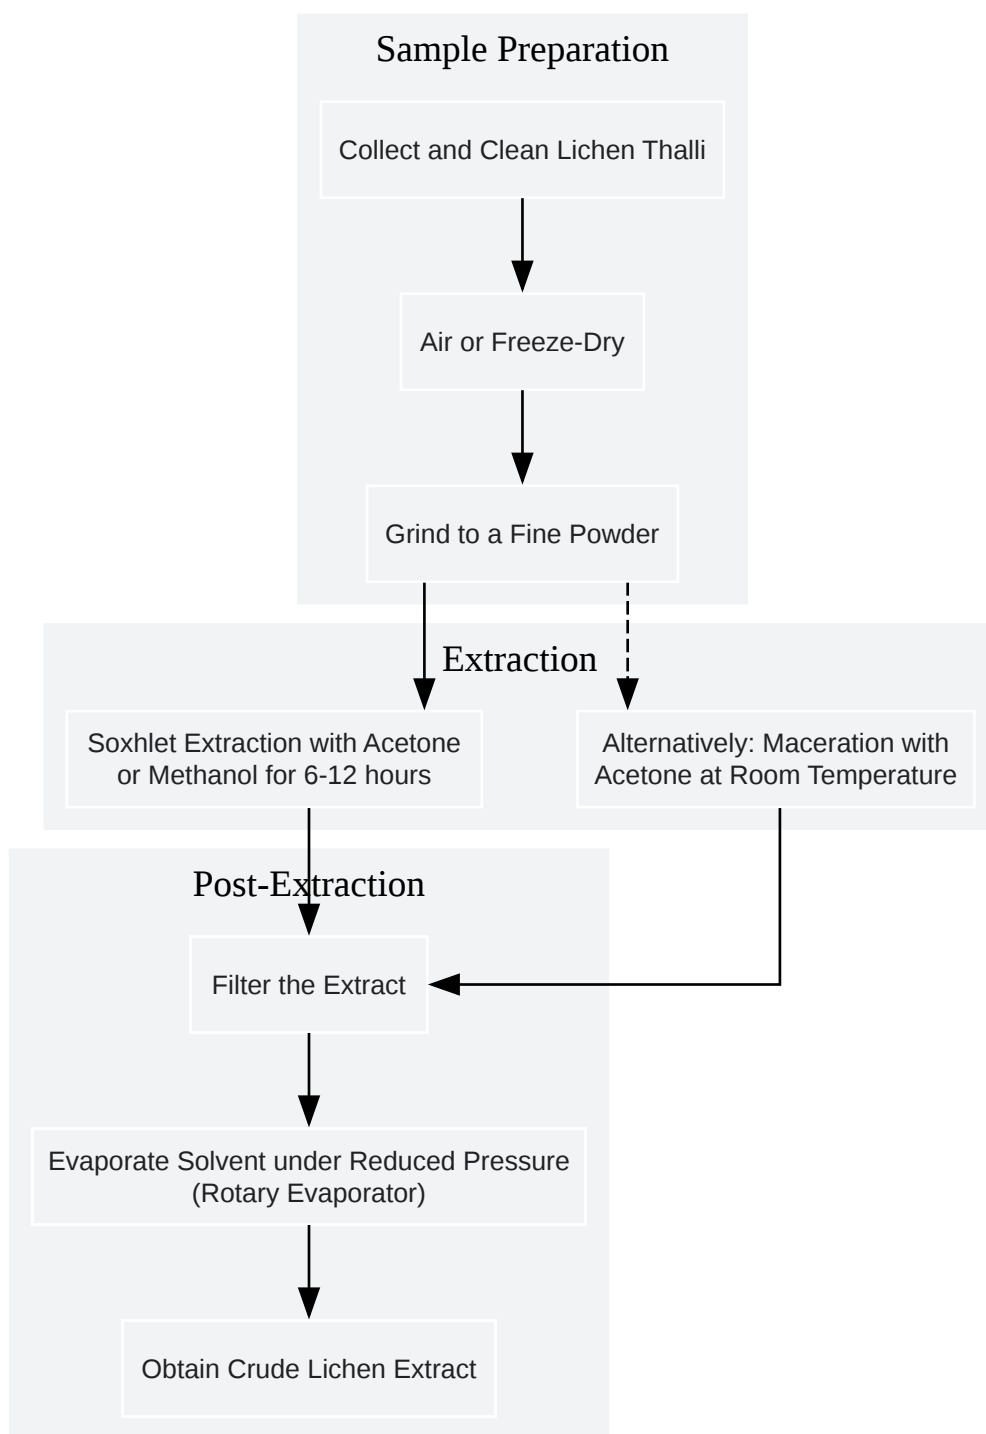 Sample Preparation
Collect and Clean Lichen Thalli
Air or Freeze-Dry
Grind to a Fine Powder
Extraction
Soxhlet Extraction with Acetone
or Methanol for 6-12 hours
Alternatively: Maceration with
Acetone at Room Temperature
Post-Extraction
Filter the Extract
Evaporate Solvent under Reduced Pressure
(Rotary Evaporator)
Obtain Crude Lichen Extract